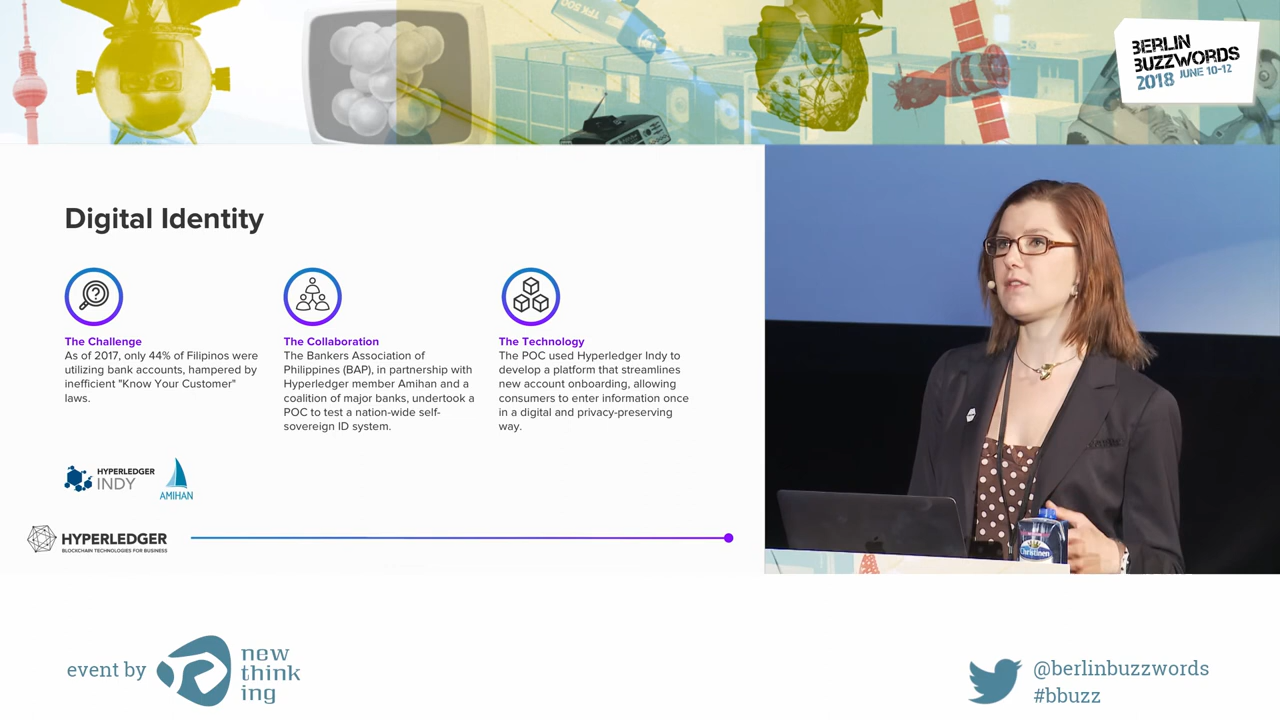 TFK 500
BERLIN
BUZZWORDS
2018 JUNE 10-12
Digital Identity
The Challenge
As of 2017, only 44% of Filipinos were
utilizing bank accounts, hampered by
inefficient "Know Your Customer"
laws.
The Collaboration
The Bankers Association of
Philippines (BAP), in partnership with
Hyperledger member Amihan and a
coalition of major banks, undertook a
POC to test a nation-wide self-
sovereign ID system.
The Technology
The POC used Hyperledger Indy to
develop a platform that streamlines
new account onboarding, allowing
consumers to enter information once
in a digital and privacy-preserving
way.
HYPERLEDGER
INDY
AMIHAN
HYPERLEDGER
BLOCKCHAIN TECHNOLOGIES FOR BUSINESS
Christinen
event by
new
think
ing
@berlinbuzzwords
#bbuzz